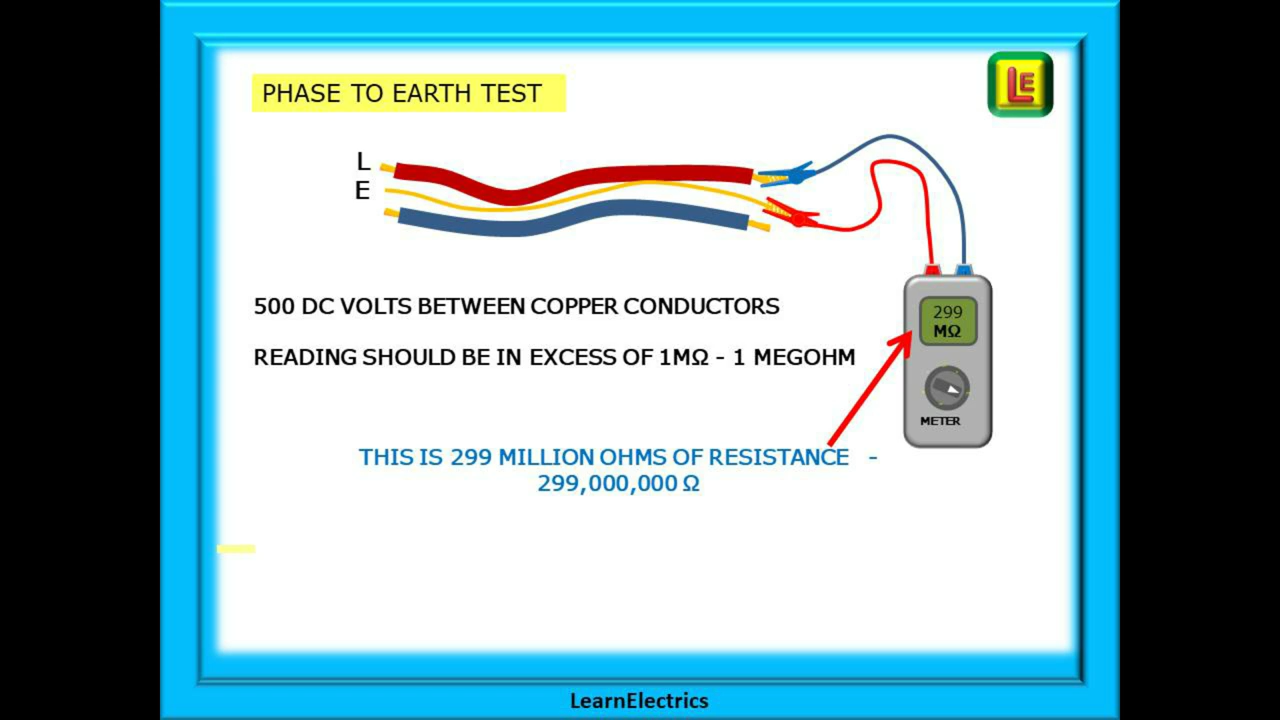 PHASE TO EARTH TEST
LE
L
E
500 DC VOLTS BETWEEN COPPER CONDUCTORS
299
MΩ
READING SHOULD BE IN EXCESS OF 1MΩ - 1 MEGOHM
METER
THIS IS 299 MILLION OHMS OF RESISTANCE -
299,000,000 Ω
LearnElectrics